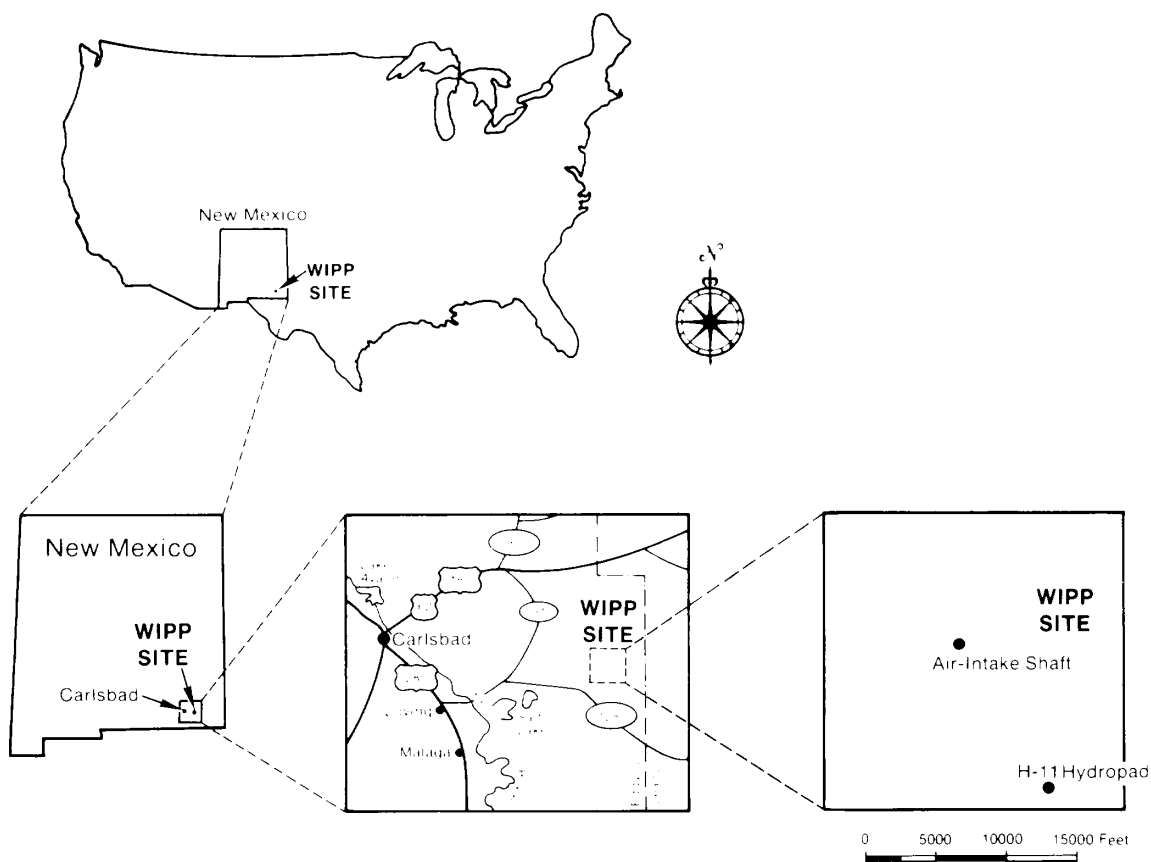 New Mexico
WIPP
SITE
N
New Mexico
WIPP
SITE
Carlsbad
Carlsbad
WIPP
SITE
Malaga
WIPP
SITE
Air-Intake Shaft
H-11 Hydropad
0 5000 10000 15000 Feet